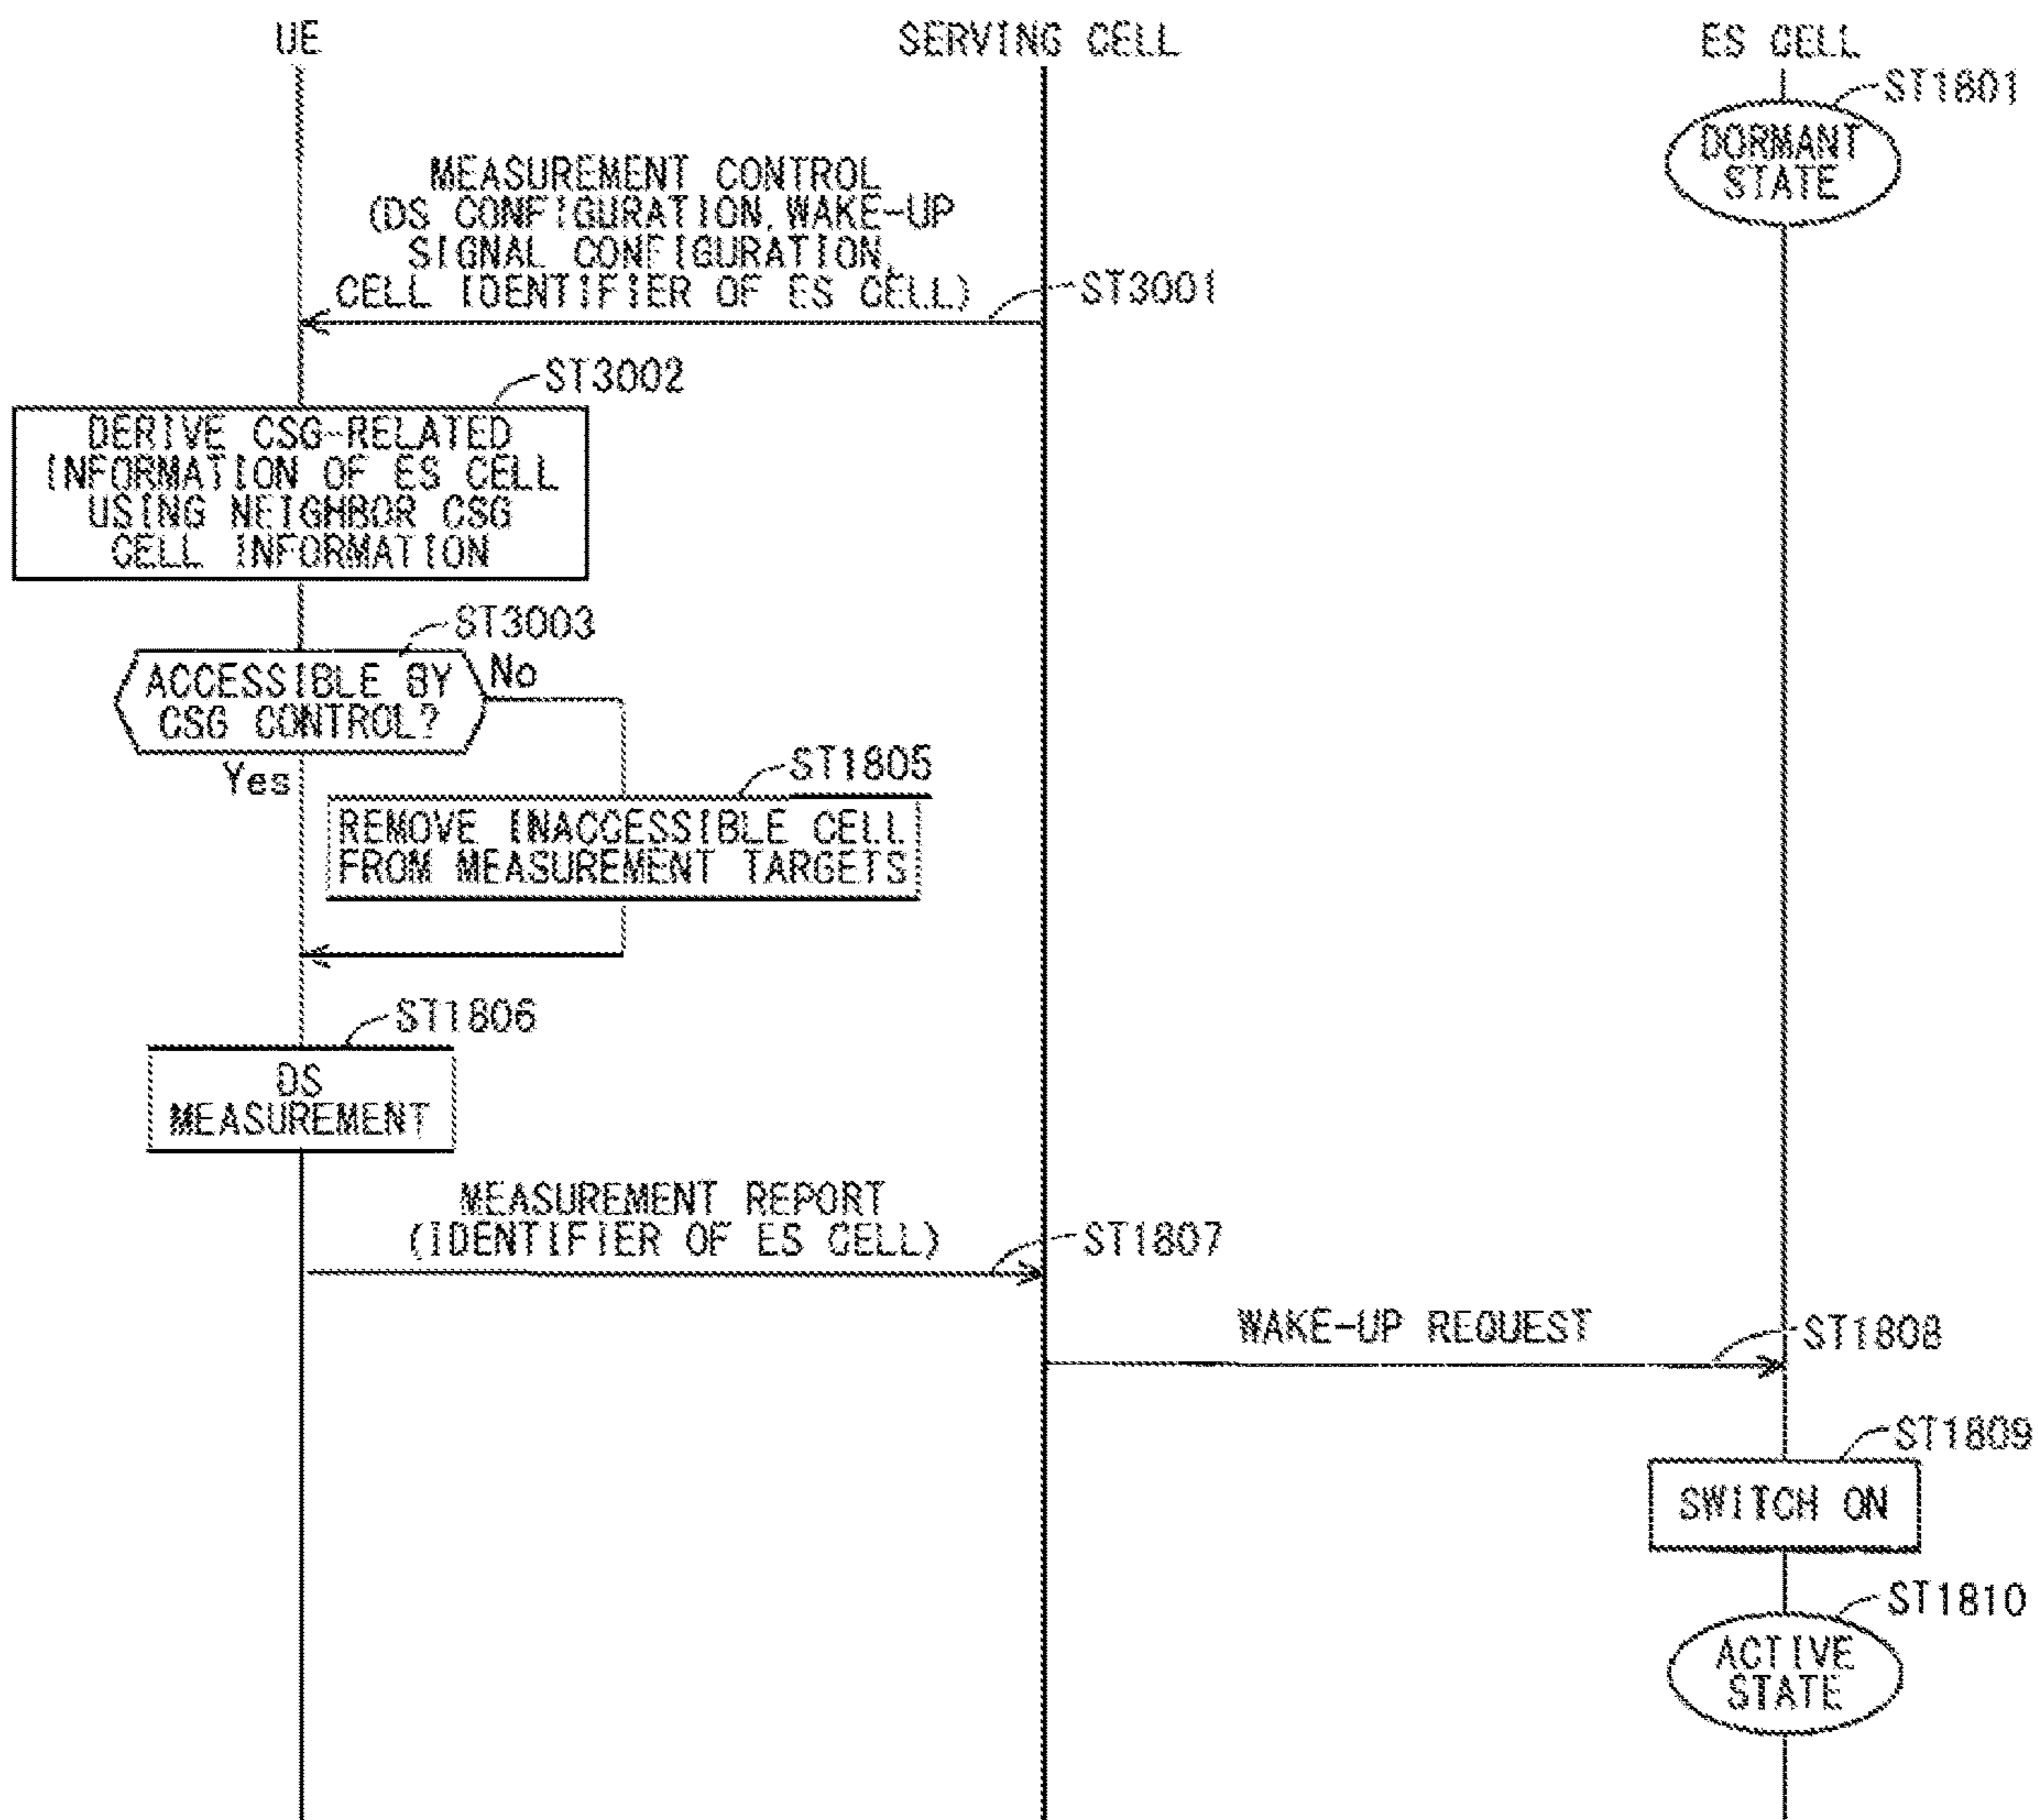 UE
SERVING CELL
ES CELL
ST1801
DORMANT
STATE
MEASUREMENT CONTROL
(DS CONFIGURATION, WAKE-UP
SIGNAL CONFIGURATION,
CELL IDENTIFIER OF ES CELL)
ST3001
ST3002
DERIVE CSG-RELATED
INFORMATION OF ES CELL
USING NEIGHBOR CSG
CELL INFORMATION
ST3003
ACCESSIBLE BY
CSG CONTROL?
No
Yes
ST1805
REMOVE INACCESSIBLE CELL
FROM MEASUREMENT TARGETS
ST1806
DS
MEASUREMENT
MEASUREMENT REPORT
(IDENTIFIER OF ES CELL)
ST1807
WAKE-UP REQUEST
ST1808
ST1809
SWITCH ON
ST1810
ACTIVE
STATE